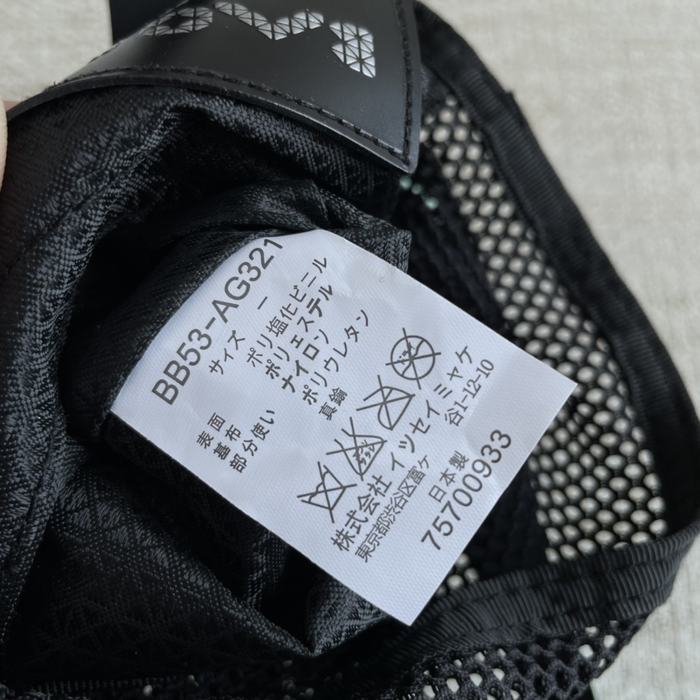 BB53-AG321
サイズ ー
表面 ポリ塩化ビニール
基布 ポリエステル
部分使い ナイロン
ポリウレタン
真鍮
株式会社 イッセイミヤケ
東京都渋谷区富ケ谷1-12-10
日本製
75700933